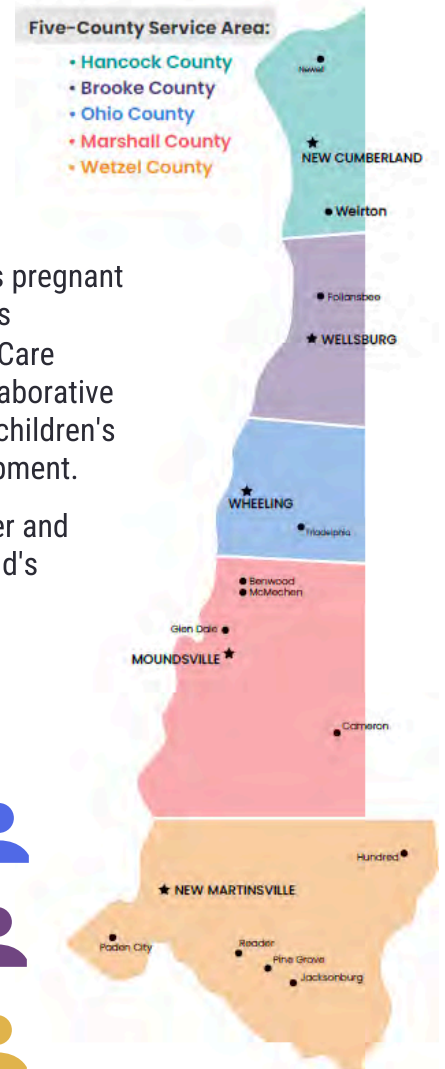 Five-County Service Area:
• Hancock County
• Brooke County
• Ohio County
• Marshall County
• Wetzel County
Newell
NEW CUMBERLAND
Weirton
s pregnant
s
Care
aborative
children's
pment.
er and
d's
Follansbee
WELLSBURG
WHEELING
Triadelphia
Benwood
McMechen
Glen Dale
MOUNDSVILLE
Cameron
Hundred
NEW MARTINSVILLE
Paden City
Reader
Pine Grove
Jacksonburg